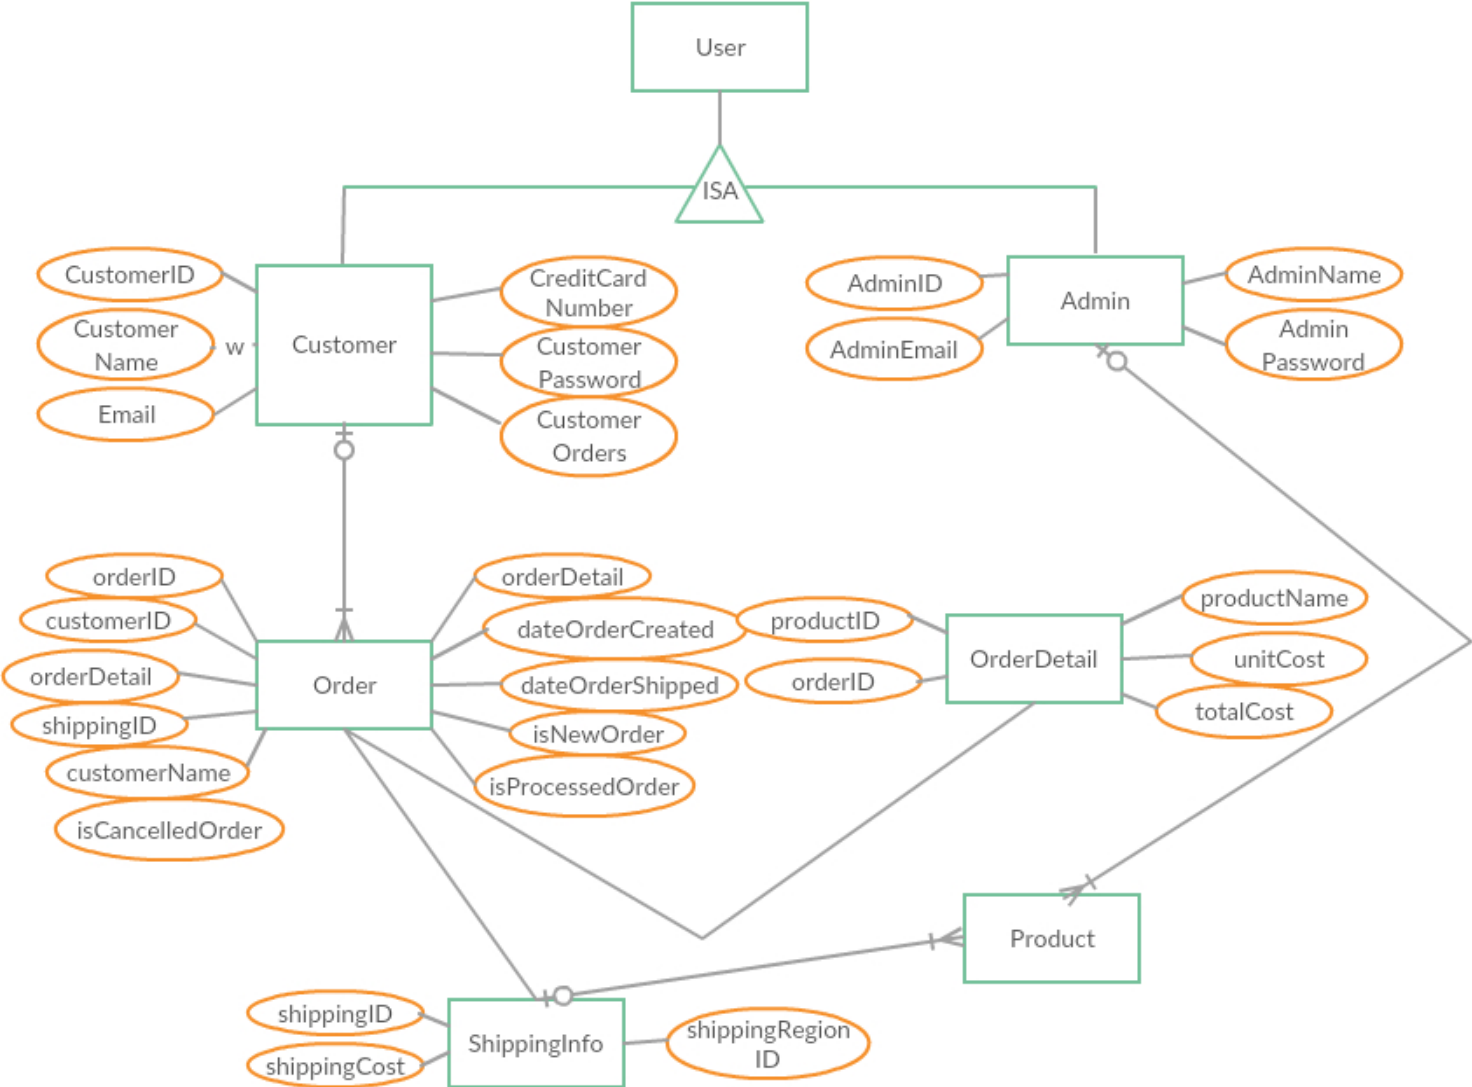 User
ISA
CustomerID
Customer
Name
w
Email
Customer
CreditCard
Number
Customer
Password
Customer
Orders
AdminID
AdminEmail
Admin
AdminName
Admin
Password
orderID
customerID
orderDetail
shippingID
customerName
isCancelledOrder
Order
orderDetail
dateOrderCreated
dateOrderShipped
isNewOrder
isProcessedOrder
productID
orderID
OrderDetail
productName
unitCost
totalCost
Product
shippingID
shippingCost
ShippingInfo
shippingRegion
ID